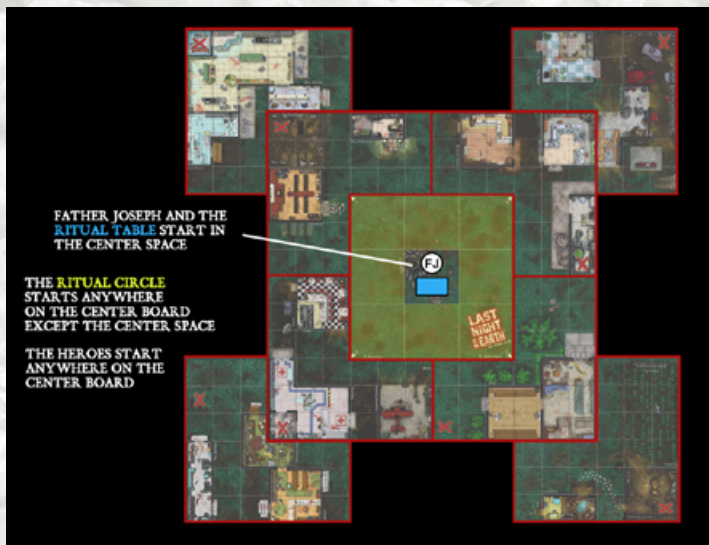 FATHER JOSEPH AND THE
RITUAL TABLE START IN
THE CENTER SPACE
FJ
THE RITUAL CIRCLE
STARTS ANYWHERE
ON THE CENTER BOARD
EXCEPT THE CENTER SPACE
THE HEROES START
ANYWHERE ON THE
CENTER BOARD
LAST
NIGHT
ON EARTH